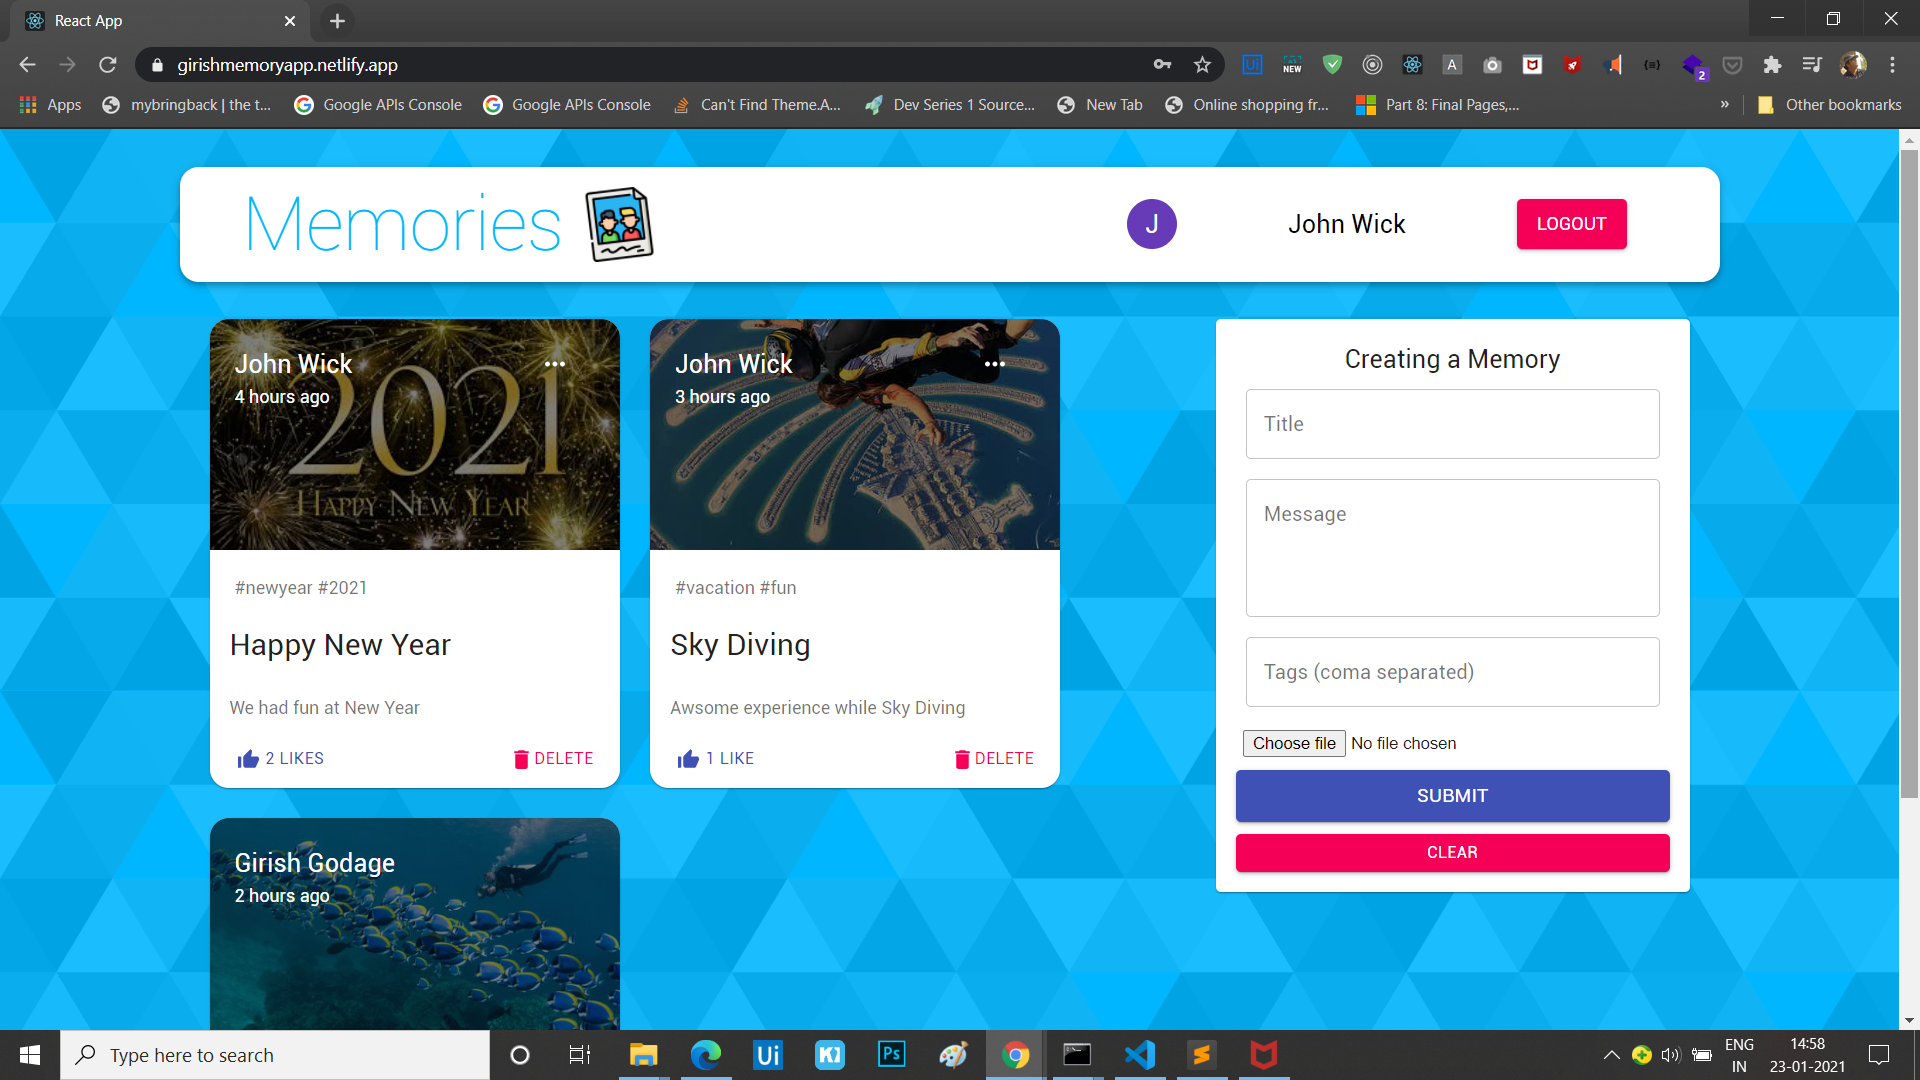 React App
girishmemoryapp.netlify.app
Ui
NEW
A
2
Apps
mybringback | the t...
Google APIs Console
Google APIs Console
Can't Find Theme.A...
Dev Series 1 Source...
New Tab
Online shopping fr...
Part 8: Final Pages,...
»
Other bookmarks
Memories
J
John Wick
LOGOUT
John Wick
4 hours ago
2021
HAPPY NEW YEAR
#newyear #2021
Happy New Year
We had fun at New Year
2 LIKES
DELETE
John Wick
3 hours ago
#vacation #fun
Sky Diving
Awsome experience while Sky Diving
1 LIKE
DELETE
Girish Godage
2 hours ago
Creating a Memory
Title
Message
Tags (coma separated)
Choose file No file chosen
SUBMIT
CLEAR
Type here to search
Ui
Ps
ENG
IN
14:58
23-01-2021